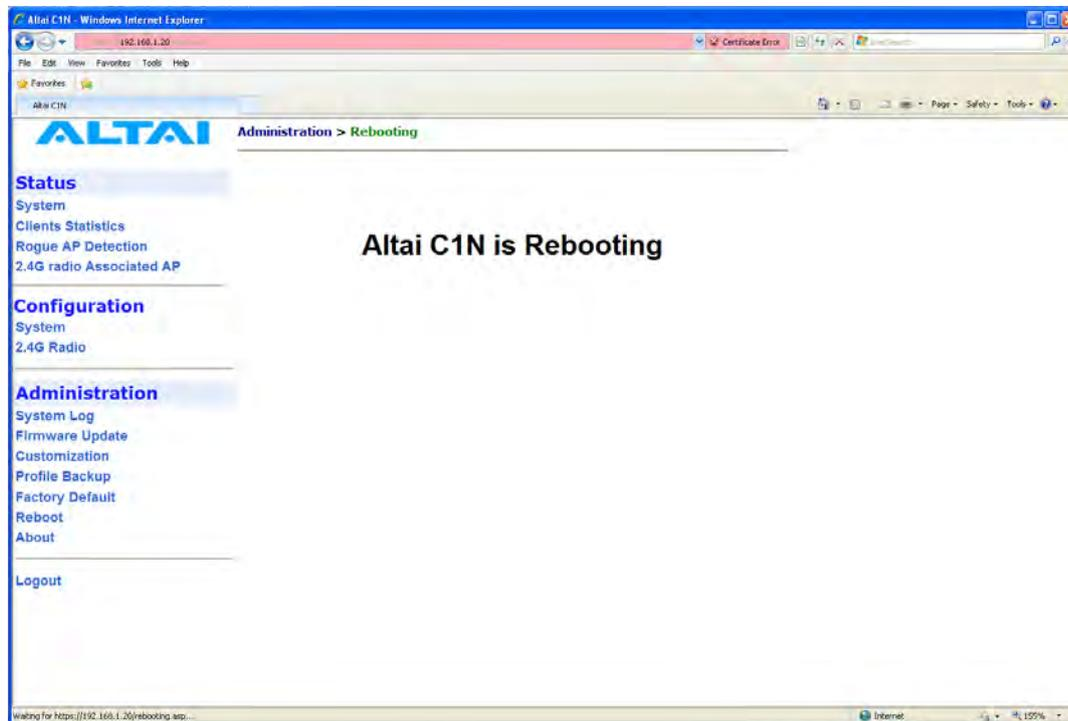 Altai C1N - Windows Internet Explorer
192.168.1.20
Certificate Error
File Edit View Favorites Tools Help
Favorites
Altai C1N
Page Safety Tools
ALTAI
Administration > Rebooting
Status
System
Clients Statistics
Rogue AP Detection
2.4G radio Associated AP
Altai C1N is Rebooting
Configuration
System
2.4G Radio
Administration
System Log
Firmware Update
Customization
Profile Backup
Factory Default
Reboot
About
Logout
Waiting for https://192.168.1.20/rebooting.asp...
Internet
155%